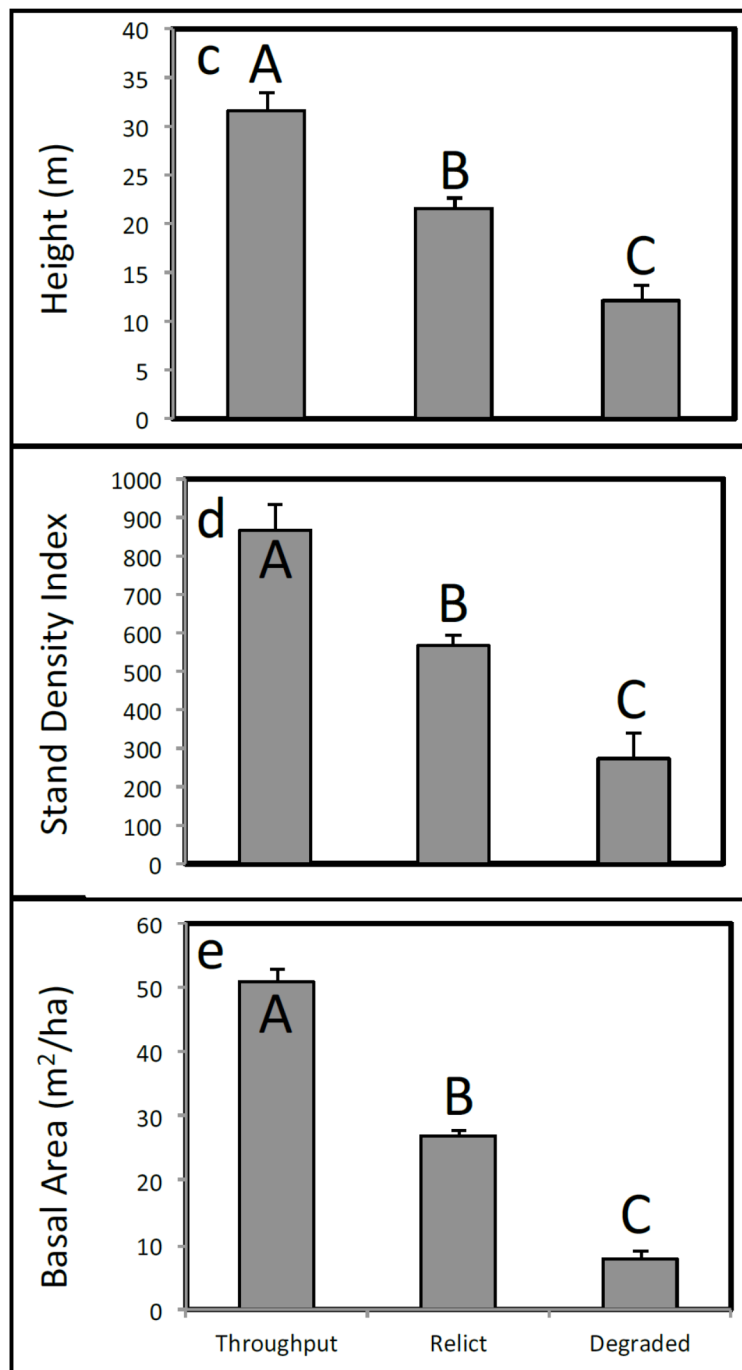 c
A
B
C
Height (m)
40
35
30
25
20
15
10
5
0
d
A
B
C
Stand Density Index
1000
900
800
700
600
500
400
300
200
100
0
e
A
B
C
Basal Area (m²/ha)
60
50
40
30
20
10
0
Throughput Relict Degraded